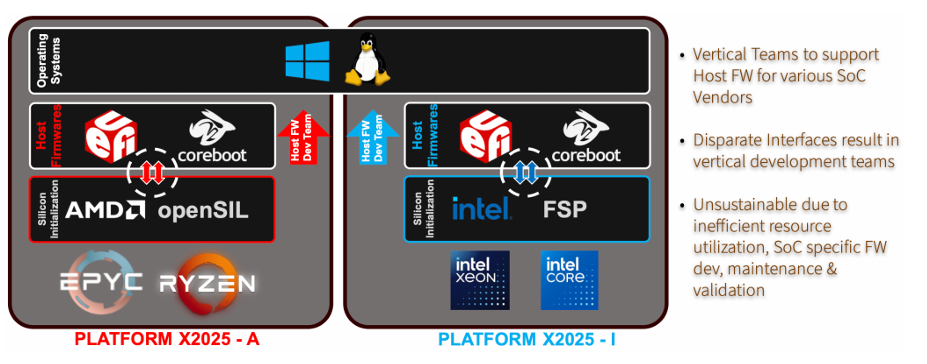 Operating
Systems
Host
Firmwares
UEFI
coreboot
Host FW
Dev Team
Host FW
Dev Team
Host
Firmwares
UEFI
coreboot
Silicon
Initialization
AMD openSIL
Silicon
Initialization
intel. FSP
EPYC RYZEN
intel
XEON
intel
CORE
PLATFORM X2025 - A
PLATFORM X2025 - I
• Vertical Teams to support
Host FW for various SoC
Vendors
• Disparate Interfaces result in
vertical development teams
• Unsustainable due to
inefficient resource
utilization, SoC specific FW
dev, maintenance &
validation